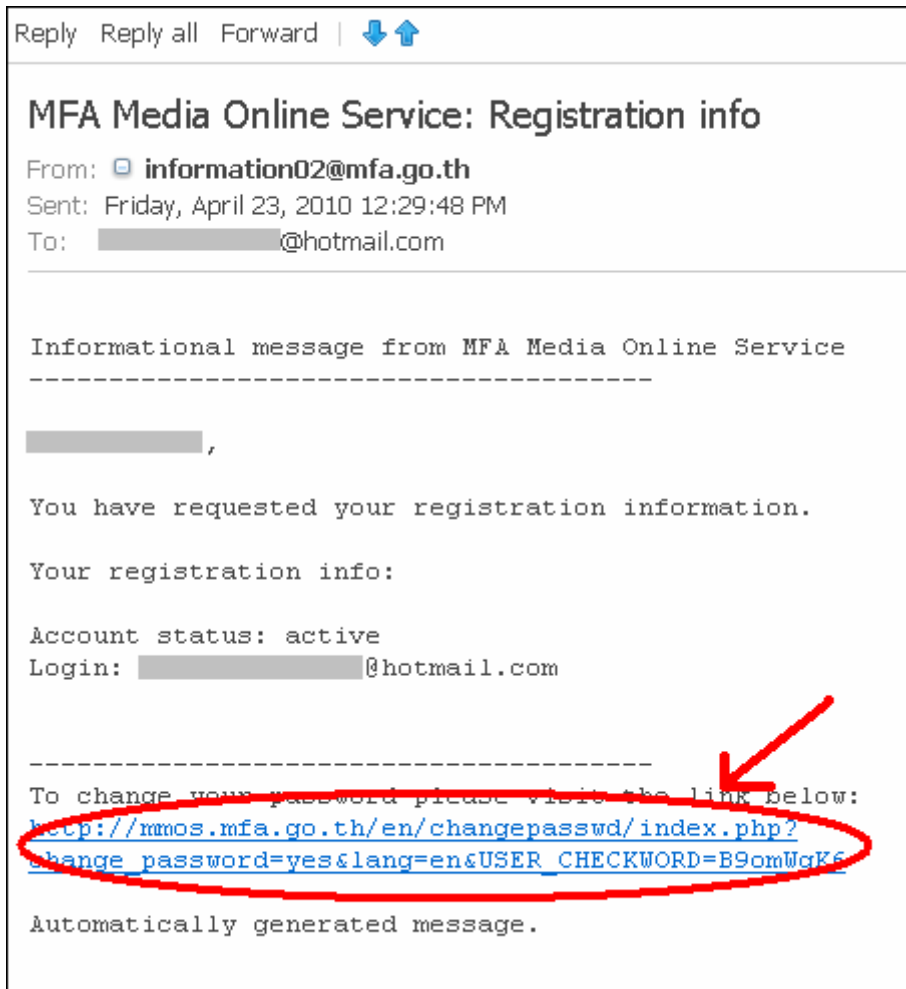 Reply Reply all Forward
MFA Media Online Service: Registration info
From: information02@mfa.go.th
Sent: Friday, April 23, 2010 12:29:48 PM
To: @hotmail.com
Informational message from MFA Media Online Service
---------------------------------------
,
You have requested your registration information.
Your registration info:
Account status: active
Login: @hotmail.com
---------------------------------------
To change your password please visit the link below:
http://mmos.mfa.go.th/en/changepasswd/index.php?
change_password=yes&lang=en&USER_CHECKWORD=B9omWgK6
Automatically generated message.